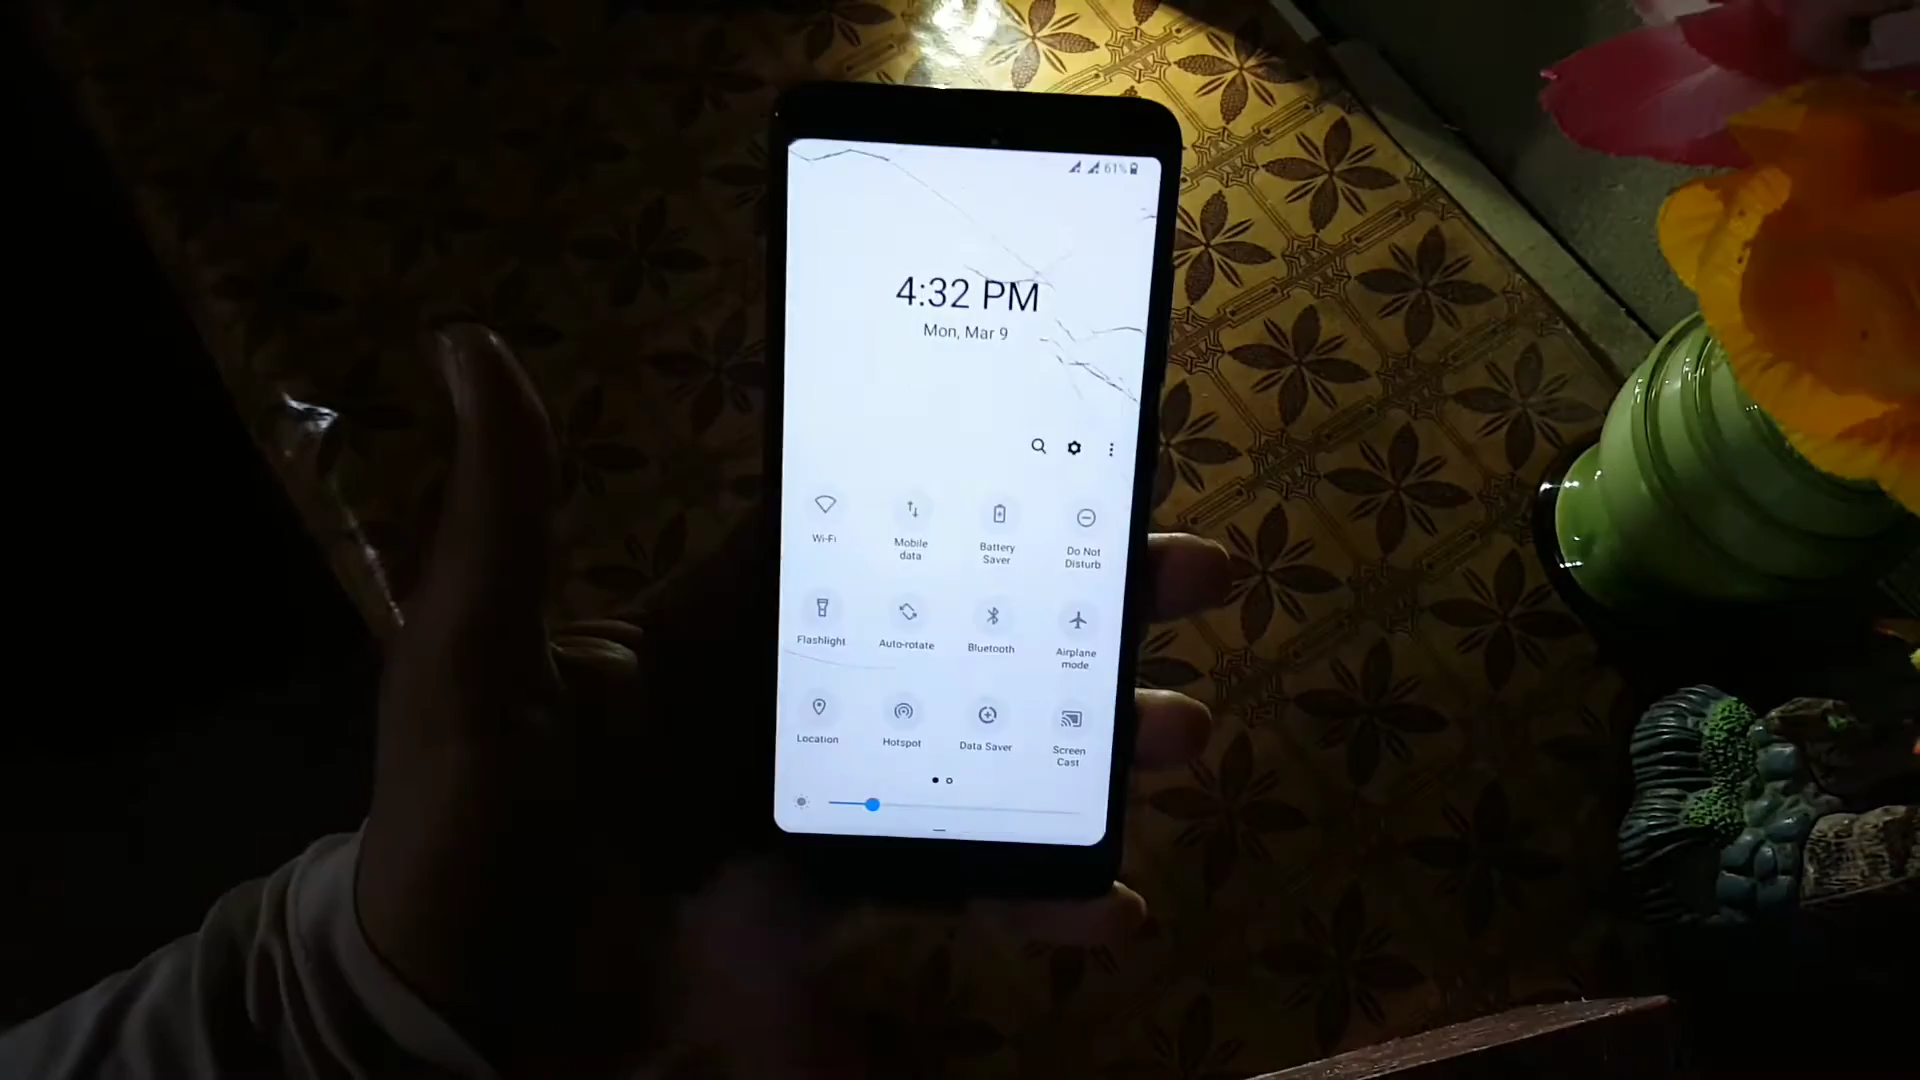 61%
4:32 PM
Mon, Mar 9
Wi-Fi
Mobile
data
Battery
Saver
Do Not
Disturb
Flashlight
Auto-rotate
Bluetooth
Airplane
mode
Location
Hotspot
Data Saver
Screen
Cast